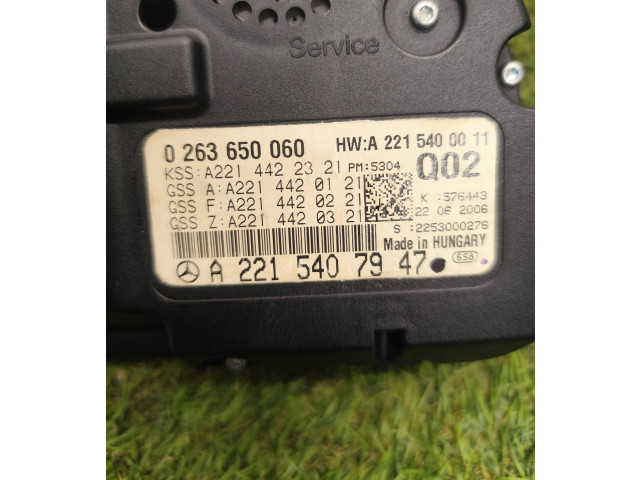 Service
0 263 650 060 HW:A 221 540 00 11
KSS:A221 442 23 21 PM:5304 Q02
GSS A:A221 442 01 21
GSS F:A221 442 02 21 K :576443
GSS Z:A221 442 03 21 22 06 2006
S :2253000276
Made in HUNGARY
A 221 540 79 47 658